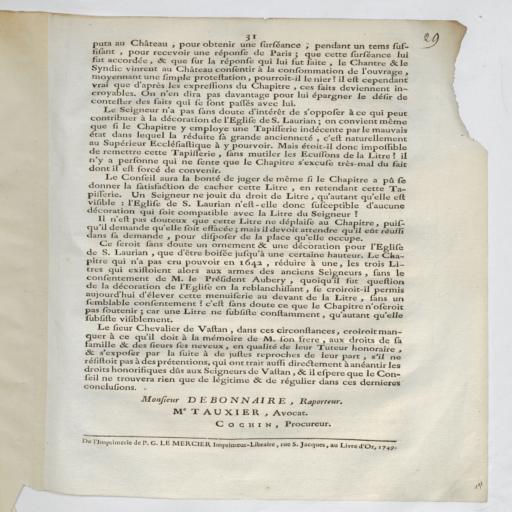 31
29
puta au Château, pour obtenir une surséance ; pendant un tems suf-
fisant, pour recevoir une réponse de Paris ; que cette surséance lui
fut accordée, & que sur la réponse qui lui fut faite, le Chantre & le
Syndic vinrent au Château consentir à la consommation de l'ouvrage,
moyennant une simple protestation, pourroit-il le nier ! il est cependant
vrai que d'après les expressions du Chapitre, ces faits deviennent in-
croyables. On n'en dira pas davantage pour lui épargner le désir de
contester des faits qui se sont passés avec lui.
Le Seigneur n'a pas sans doute d'intérêt de s'opposer à ce qui peut
contribuer à la décoration de l'Eglise de S. Laurian ; on convient même
que si le Chapitre y employe une Tapisserie indécente par le mauvais
état dans lequel la réduite sa grande ancienneté, c'est naturellement
au Supérieur Ecclésiastique à y pourvoir. Mais étoit-il donc impossible
de remettre cette Tapisserie, sans mutiler les Ecussons de la Litre ! il
n'y a personne qui ne sente que le Chapitre s'excuse très-mal du fait
dont il est forcé de convenir.
Le Conseil aura la bonté de juger de même si le Chapitre a pû se
donner la satisfaction de cacher cette Litre, en retendant cette Ta-
pisserie. Un Seigneur ne jouit du droit de Litre, qu'autant qu'elle est
visible : l'Eglise de S. Laurian n'est-elle donc susceptible d'aucune
décoration qui soit compatible avec la Litre du Seigneur !
Il n'est pas douteux que cette Litre ne déplaise au Chapitre, puis-
qu'il demande qu'elle soit effacée ; mais il devoit attendre qu'il eût réussi
dans sa demande, pour disposer de la place qu'elle occupe.
Ce seroit sans doute un ornement & une décoration pour l'Eglise
de S. Laurian, que d'être boisée jusqu'à une certaine hauteur. Le Cha-
pitre qui n'a pas cru pouvoir en 1642, réduire à une, les trois Li-
tres qui existoient alors aux armes des anciens Seigneurs, sans le
consentement de M. le Président Aubery, quoiqu'il fut question
de la décoration de l'Eglise en la reblanchissant, se croiroit-il permis
aujourd'hui d'élever cette menuiserie au devant de la Litre, sans un
semblable consentement ! c'est sans doute ce que le Chapitre n'oseroit
pas soutenir ; car une Litre ne subsiste constamment, qu'autant qu'elle
subsiste visiblement.
Le sieur Chevalier de Vastan, dans ces circonstances, croiroit man-
quer à ce qu'il doit à la mémoire de M. son frere, aux droits de sa
famille & des sieurs ses neveux, en qualité de leur Tuteur honoraire,
& s'exposer par la suite à de justes reproches de leur part, s'il ne
résistoit pas à des prétentions, qui ont trait aussi directement à anéantir les
droits honorifiques dûs aux Seigneurs de Vastan, & il espere que le Con-
seil ne trouvera rien que de légitime & de régulier dans ces dernieres
conclusions.
Monsieur DEBONNAIRE, Raporteur.
Me TAUXIER, Avocat.
COCHIN, Procureur.
De l'Imprimerie de P. G. LE MERCIER Imprimeur-Libraire, rue S. Jacques, au Livre d'Or, 1749.